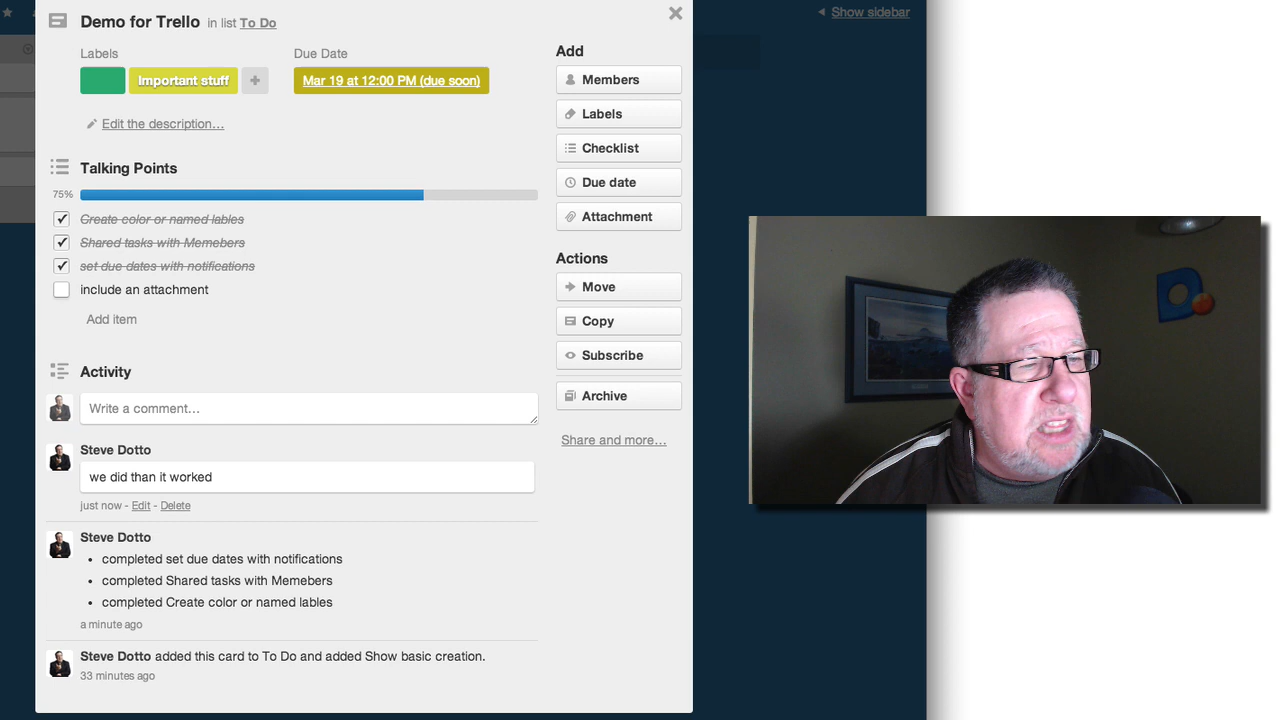 Demo for Trello in list To Do
Show sidebar
Labels
Due Date
Important stuff
Mar 19 at 12:00 PM (due soon)
Edit the description…
Talking Points
75%
Create color or named lables
Shared tasks with Memebers
set due dates with notifications
include an attachment
Add item
Activity
Write a comment…
Steve Dotto
we did than it worked
just now - Edit - Delete
Steve Dotto
• completed set due dates with notifications
• completed Shared tasks with Memebers
• completed Create color or named lables
a minute ago
Steve Dotto added this card to To Do and added Show basic creation.
33 minutes ago
Add
Members
Labels
Checklist
Due date
Attachment
Actions
Move
Copy
Subscribe
Archive
Share and more…